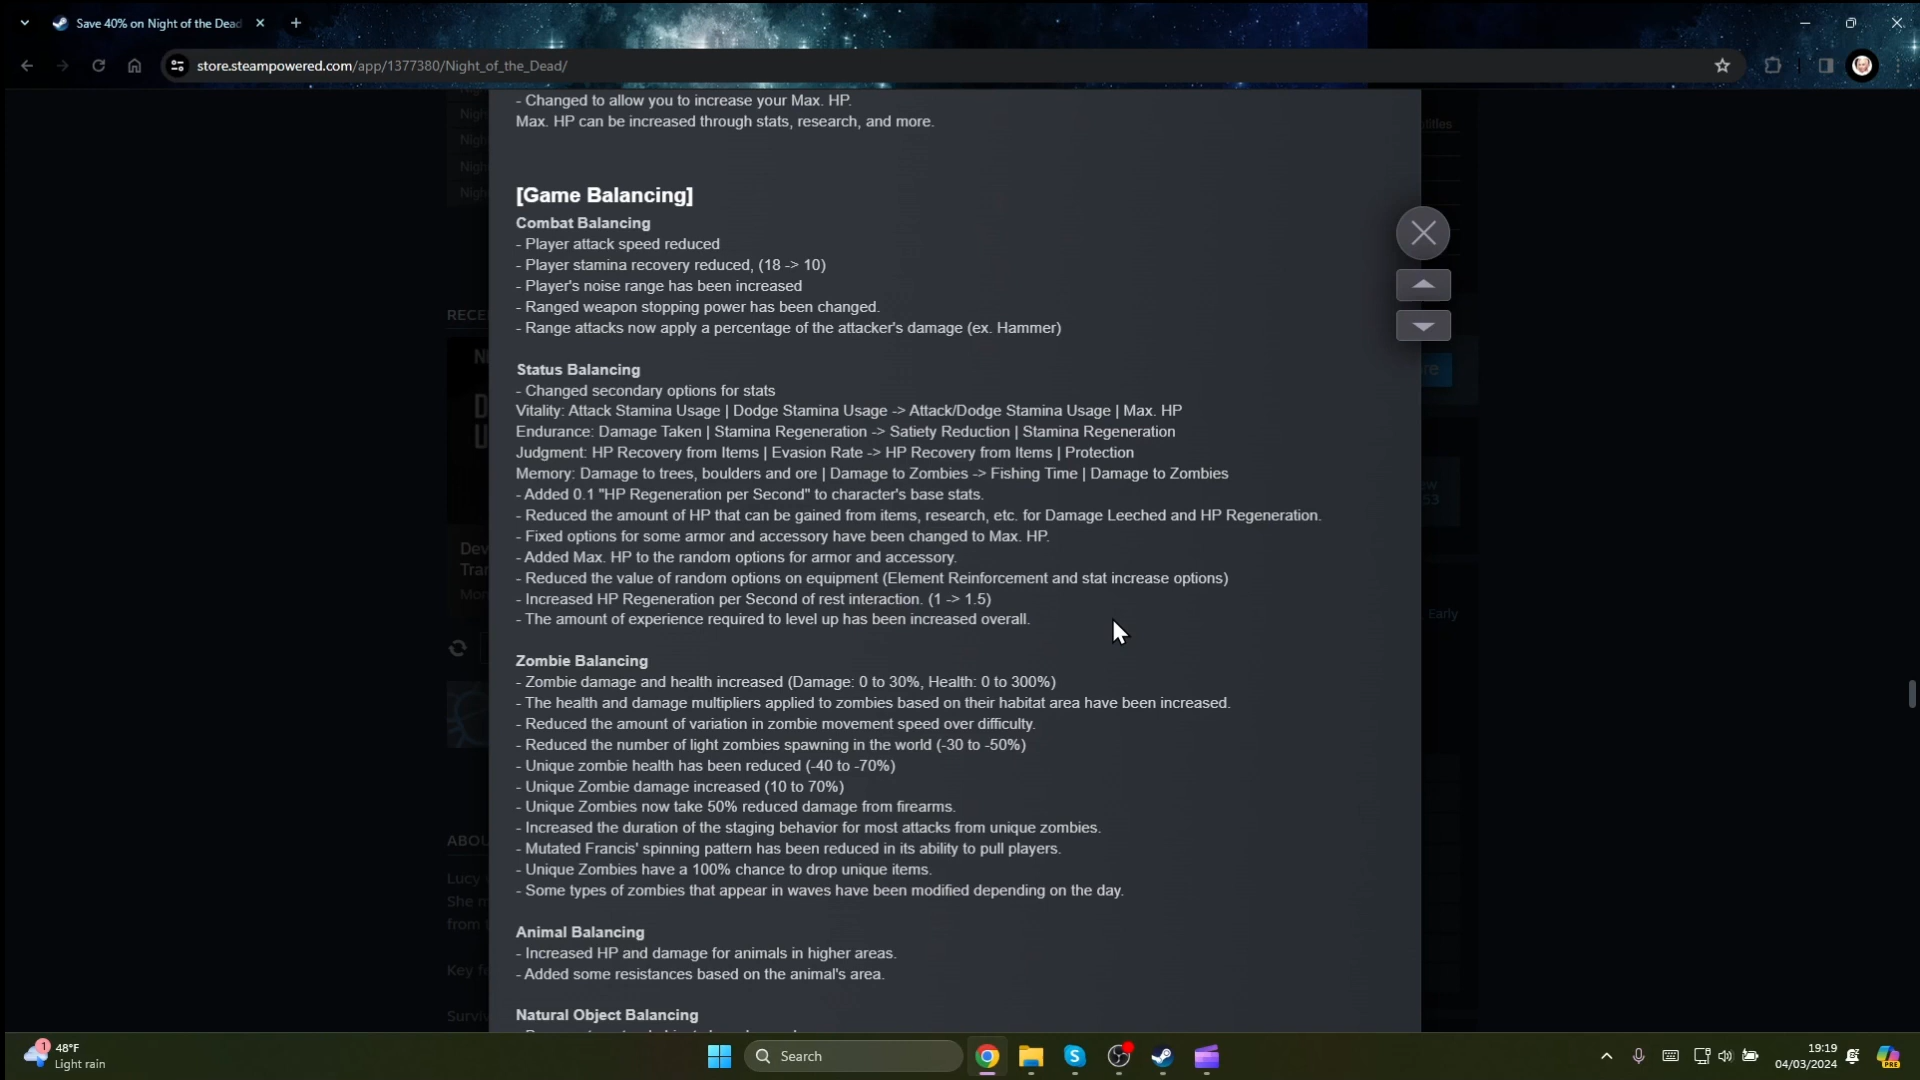 Save 40% on Night of the Dead
store.steampowered.com/app/1377380/Night_of_the_Dead/
- Changed to allow you to increase your Max. HP.
Max. HP can be increased through stats, research, and more.
[Game Balancing]
Combat Balancing
- Player attack speed reduced
- Player stamina recovery reduced, (18 -> 10)
- Player's noise range has been increased
- Ranged weapon stopping power has been changed.
- Range attacks now apply a percentage of the attacker's damage (ex. Hammer)
Status Balancing
- Changed secondary options for stats
Vitality: Attack Stamina Usage | Dodge Stamina Usage -> Attack/Dodge Stamina Usage | Max. HP
Endurance: Damage Taken | Stamina Regeneration -> Satiety Reduction | Stamina Regeneration
Judgment: HP Recovery from Items | Evasion Rate -> HP Recovery from Items | Protection
Memory: Damage to trees, boulders and ore | Damage to Zombies -> Fishing Time | Damage to Zombies
- Added 0.1 "HP Regeneration per Second" to character's base stats.
- Reduced the amount of HP that can be gained from items, research, etc. for Damage Leeched and HP Regeneration.
- Fixed options for some armor and accessory have been changed to Max. HP.
- Added Max. HP to the random options for armor and accessory.
- Reduced the value of random options on equipment (Element Reinforcement and stat increase options)
- Increased HP Regeneration per Second of rest interaction. (1 -> 1.5)
- The amount of experience required to level up has been increased overall.
Zombie Balancing
- Zombie damage and health increased (Damage: 0 to 30%, Health: 0 to 300%)
- The health and damage multipliers applied to zombies based on their habitat area have been increased.
- Reduced the amount of variation in zombie movement speed over difficulty.
- Reduced the number of light zombies spawning in the world (-30 to -50%)
- Unique zombie health has been reduced (-40 to -70%)
- Unique Zombie damage increased (10 to 70%)
- Unique Zombies now take 50% reduced damage from firearms.
- Increased the duration of the staging behavior for most attacks from unique zombies.
- Mutated Francis' spinning pattern has been reduced in its ability to pull players.
- Unique Zombies have a 100% chance to drop unique items.
- Some types of zombies that appear in waves have been modified depending on the day.
Animal Balancing
- Increased HP and damage for animals in higher areas.
- Added some resistances based on the animal's area.
Natural Object Balancing
Nigh
Nigh
Nigh
Nigh
RECE
Dev
Tran
Mon
ABOU
Lucy
She m
from
Key fe
Surviv
Early
1
48°F
Light rain
Search
19:19
04/03/2024
PRE